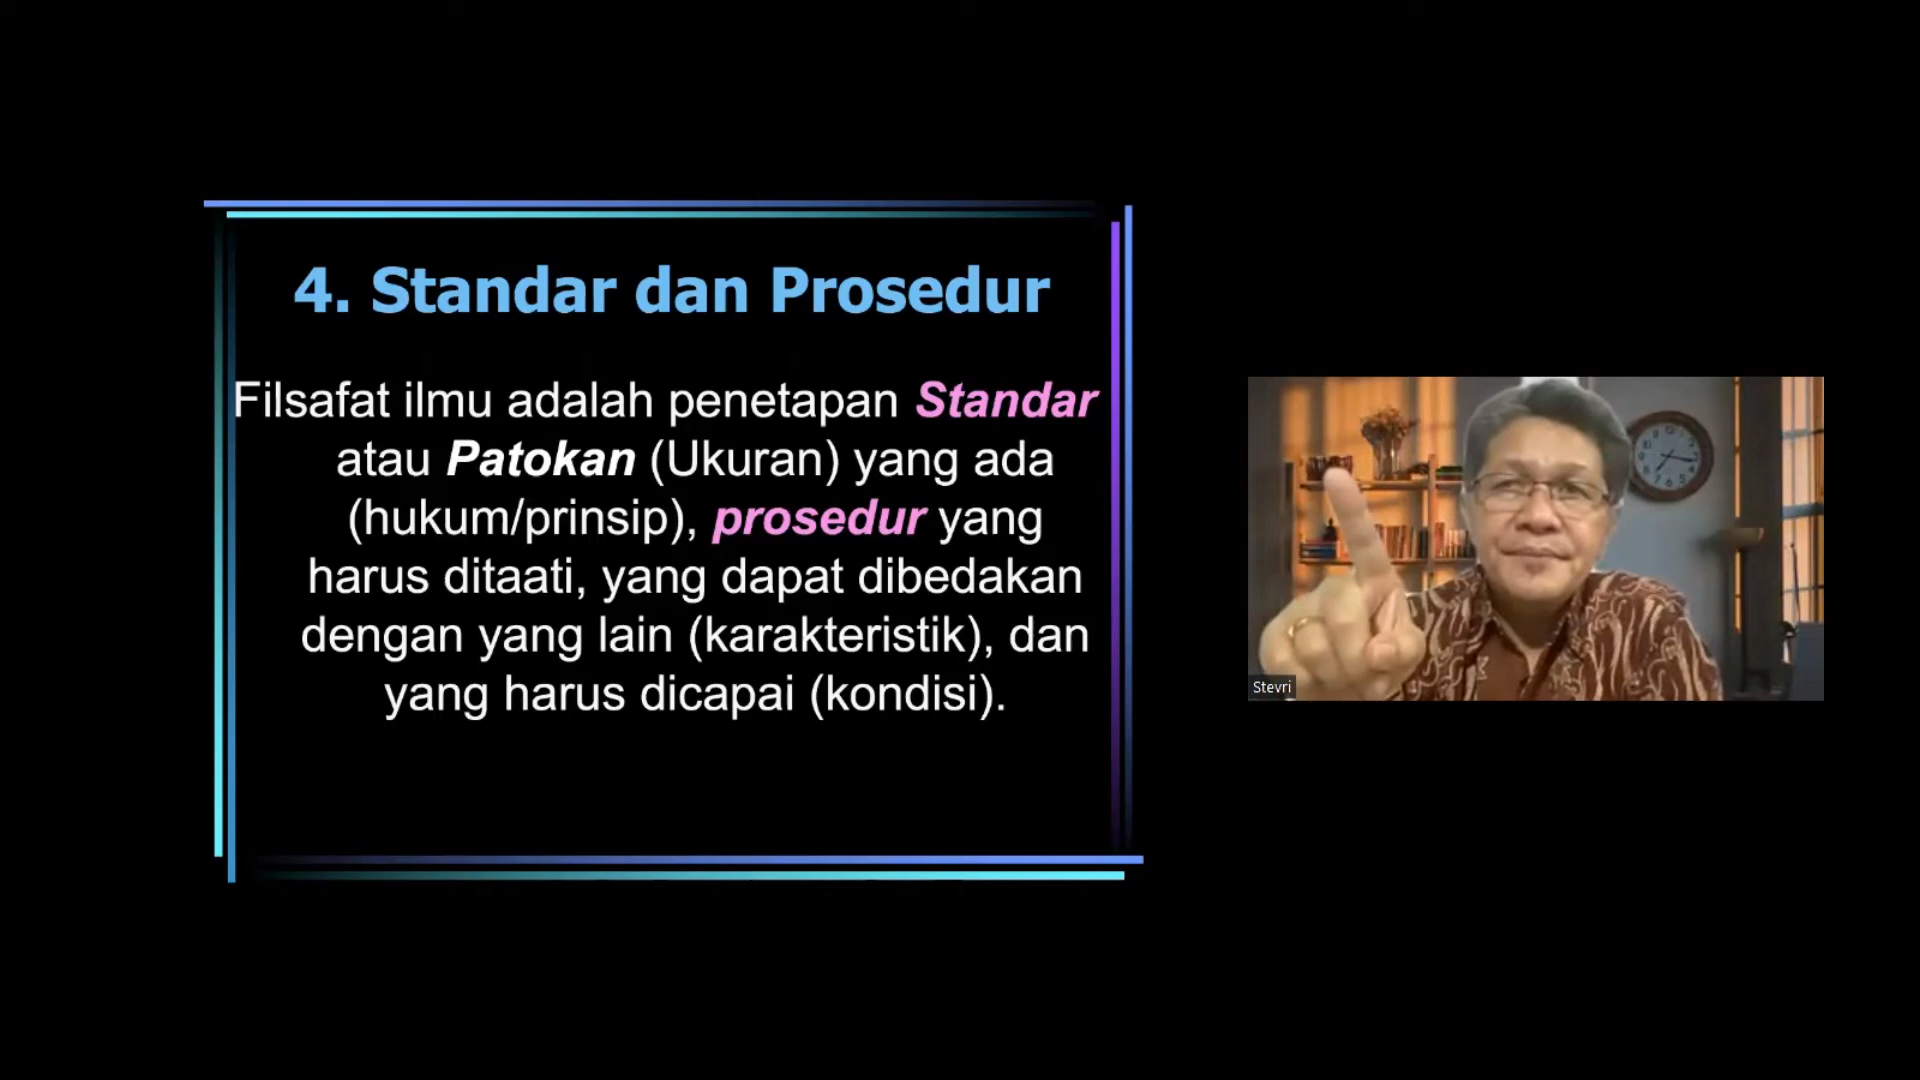 4. Standar dan Prosedur
Filsafat ilmu adalah penetapan Standar
atau Patokan (Ukuran) yang ada
(hukum/prinsip), prosedur yang
harus ditaati, yang dapat dibedakan
dengan yang lain (karakteristik), dan
yang harus dicapai (kondisi).
Stevri